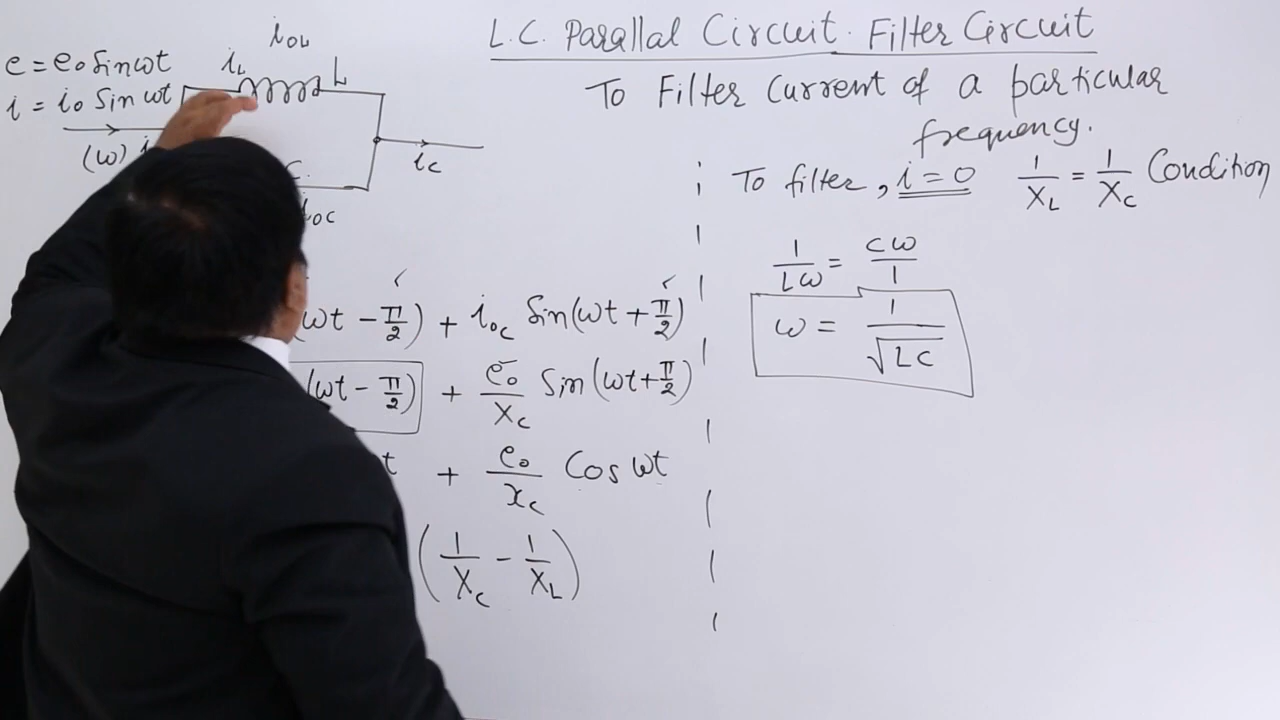 L.C. Parallal Circuit. Filter Circuit
To Filter Current of a particular
frequency.
e = e₀ Sin ωt
i = i₀ Sin ωt
(ω) i
i₀L
iL
L
iC
C
i₀C
ωt - π/2) + i₀C Sin(ωt + π/2)
(ωt - π/2) + e₀/XC Sin(ωt + π/2)
t + e₀/xC Cos ωt
(1/XC - 1/XL)
To filter, i = 0 1/XL = 1/XC Condition
1/Lω = Cω/1
ω = 1/√LC